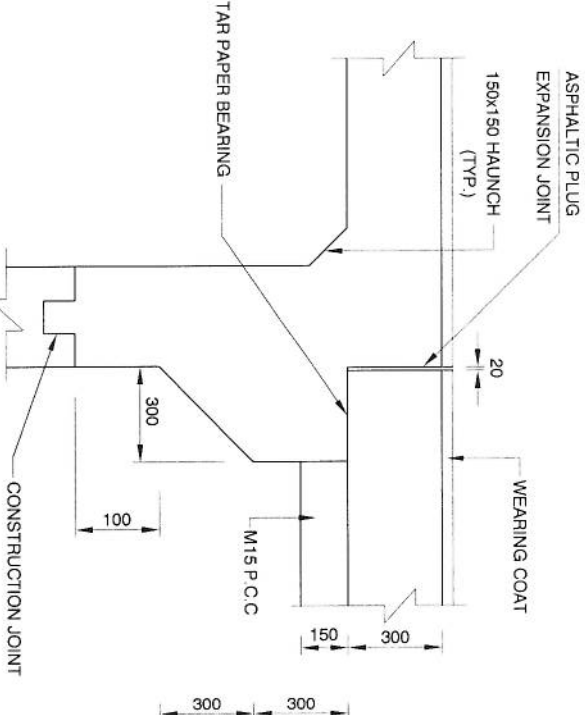 ASPHALTIC PLUG
EXPANSION JOINT
150x150 HAUNCH
(TYP.)
TAR PAPER BEARING
20
WEARING COAT
300
100
M15 P.C.C
CONSTRUCTION JOINT
150
300
300
300